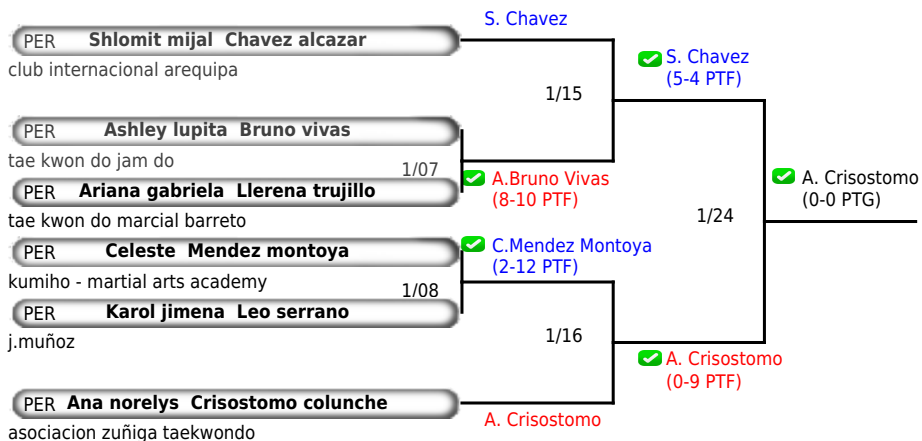 S. Chavez
PER Shlomit mijal Chavez alcazar
club internacional arequipa
S. Chavez
(5-4 PTF)
1/15
PER Ashley lupita Bruno vivas
tae kwon do jam do
1/07
A.Bruno Vivas
(8-10 PTF)
PER Ariana gabriela Llerena trujillo
tae kwon do marcial barreto
A. Crisostomo
(0-0 PTG)
1/24
PER Celeste Mendez montoya
kumiho - martial arts academy
C.Mendez Montoya
(2-12 PTF)
1/08
PER Karol jimena Leo serrano
j.muñoz
1/16
A. Crisostomo
(0-9 PTF)
PER Ana norelys Crisostomo colunche
asociacion zuñiga taekwondo
A. Crisostomo